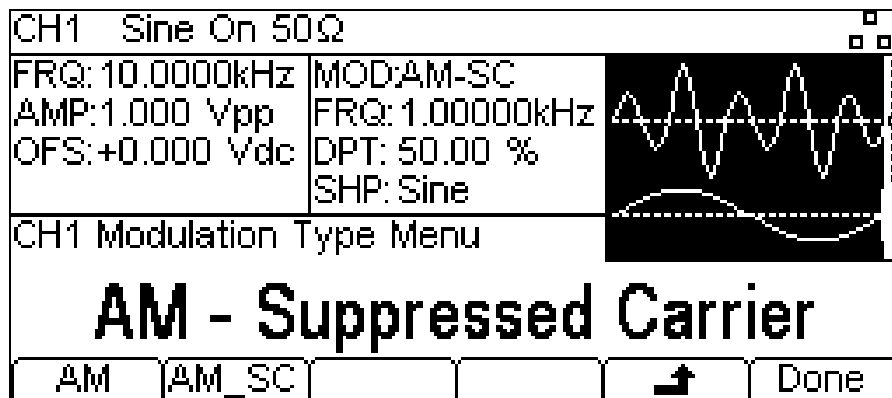 CH1 Sine On 50Ω
FRQ: 10.0000kHz
AMP:1.000 Vpp
OFS:+0.000 Vdc
MOD:AM-SC
FRQ: 1.00000kHz
DPT: 50.00 %
SHP: Sine
CH1 Modulation Type Menu
AM - Suppressed Carrier
AM AM_SC Done